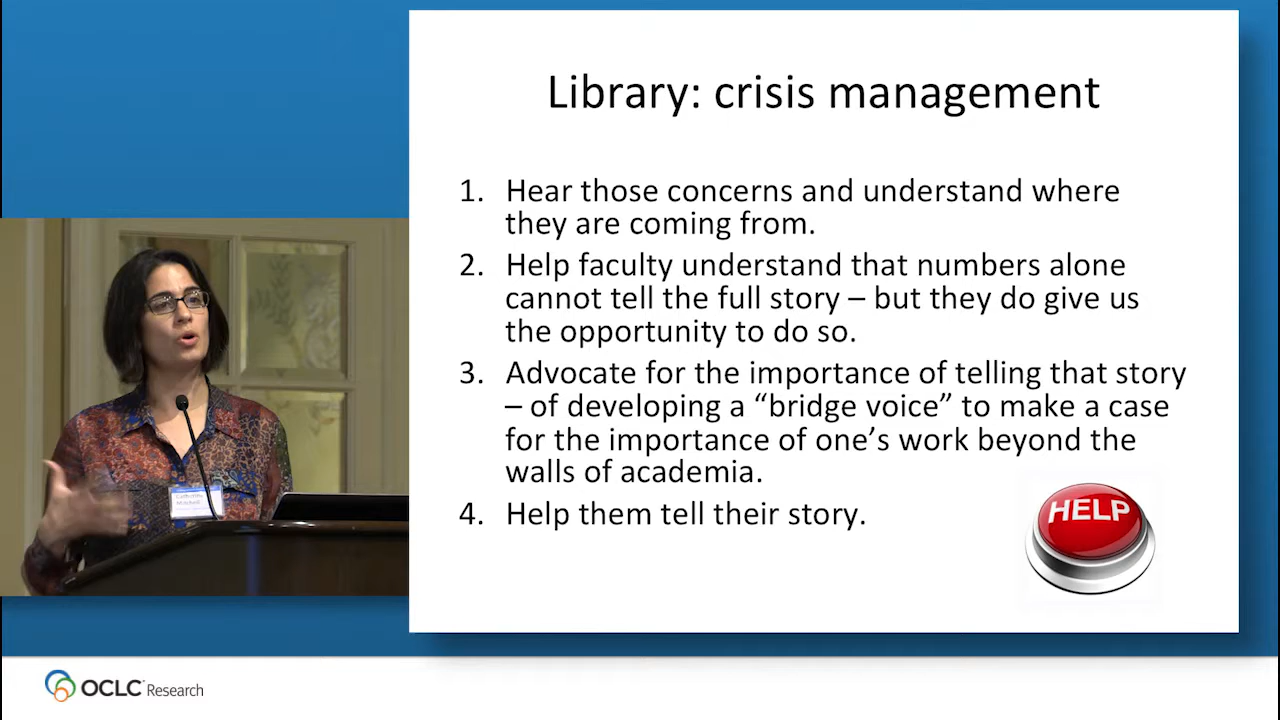 Library: crisis management
1. Hear those concerns and understand where
they are coming from.
2. Help faculty understand that numbers alone
cannot tell the full story – but they do give us
the opportunity to do so.
3. Advocate for the importance of telling that story
– of developing a “bridge voice” to make a case
for the importance of one’s work beyond the
walls of academia.
4. Help them tell their story.
HELP
OCLC Research